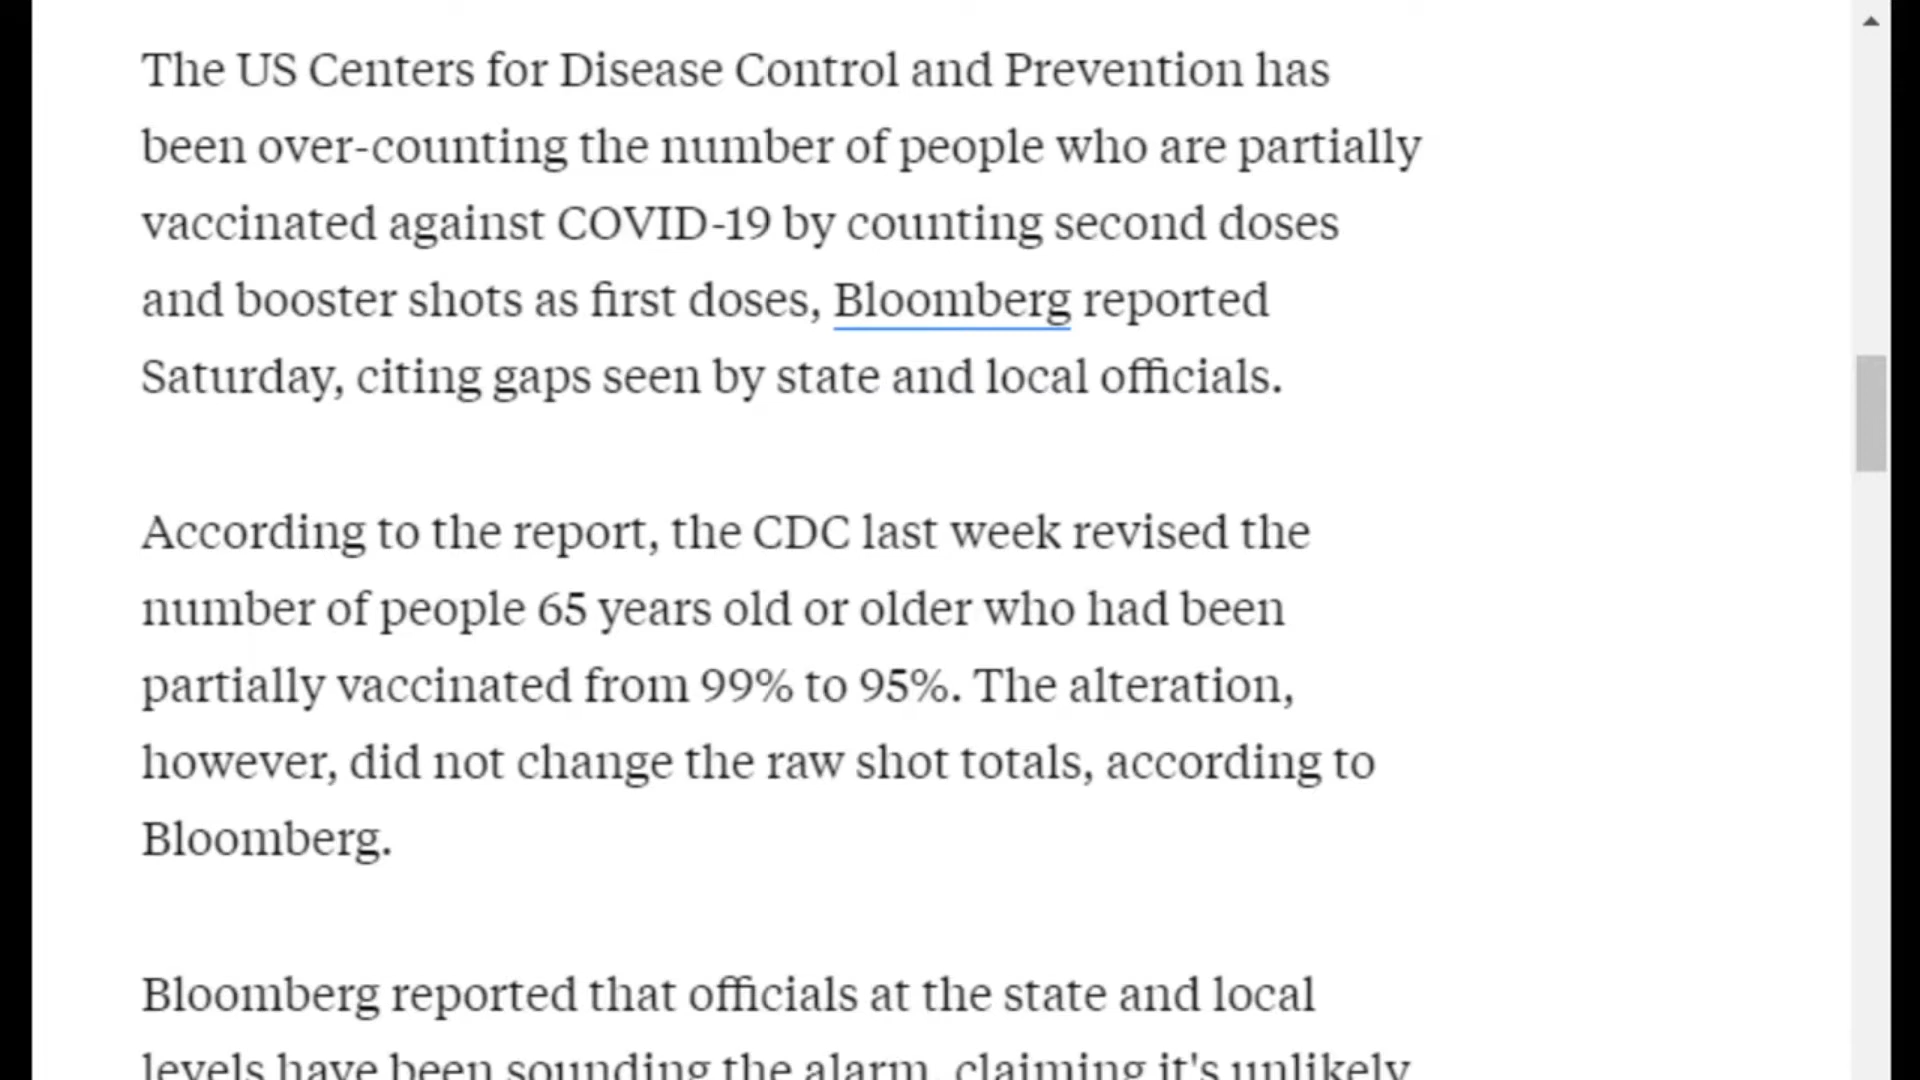 The US Centers for Disease Control and Prevention has
been over-counting the number of people who are partially
vaccinated against COVID-19 by counting second doses
and booster shots as first doses, Bloomberg reported
Saturday, citing gaps seen by state and local officials.
According to the report, the CDC last week revised the
number of people 65 years old or older who had been
partially vaccinated from 99% to 95%. The alteration,
however, did not change the raw shot totals, according to
Bloomberg.
Bloomberg reported that officials at the state and local
levels have been sounding the alarm, claiming it's unlikely